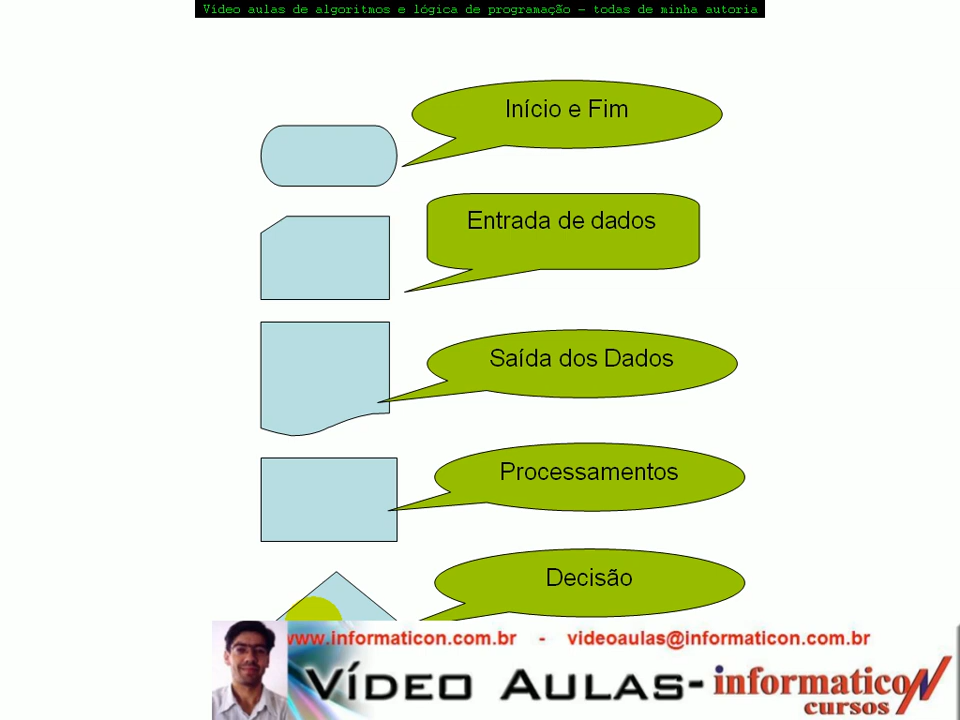 Vídeo aulas de algoritmos e lógica de programação - todas de minha autoria
Início e Fim
Entrada de dados
Saída dos Dados
Processamentos
Decisão
www.informaticon.com.br - videoaulas@informaticon.com.br
VÍDEO AULAS- informaticoN
cursos